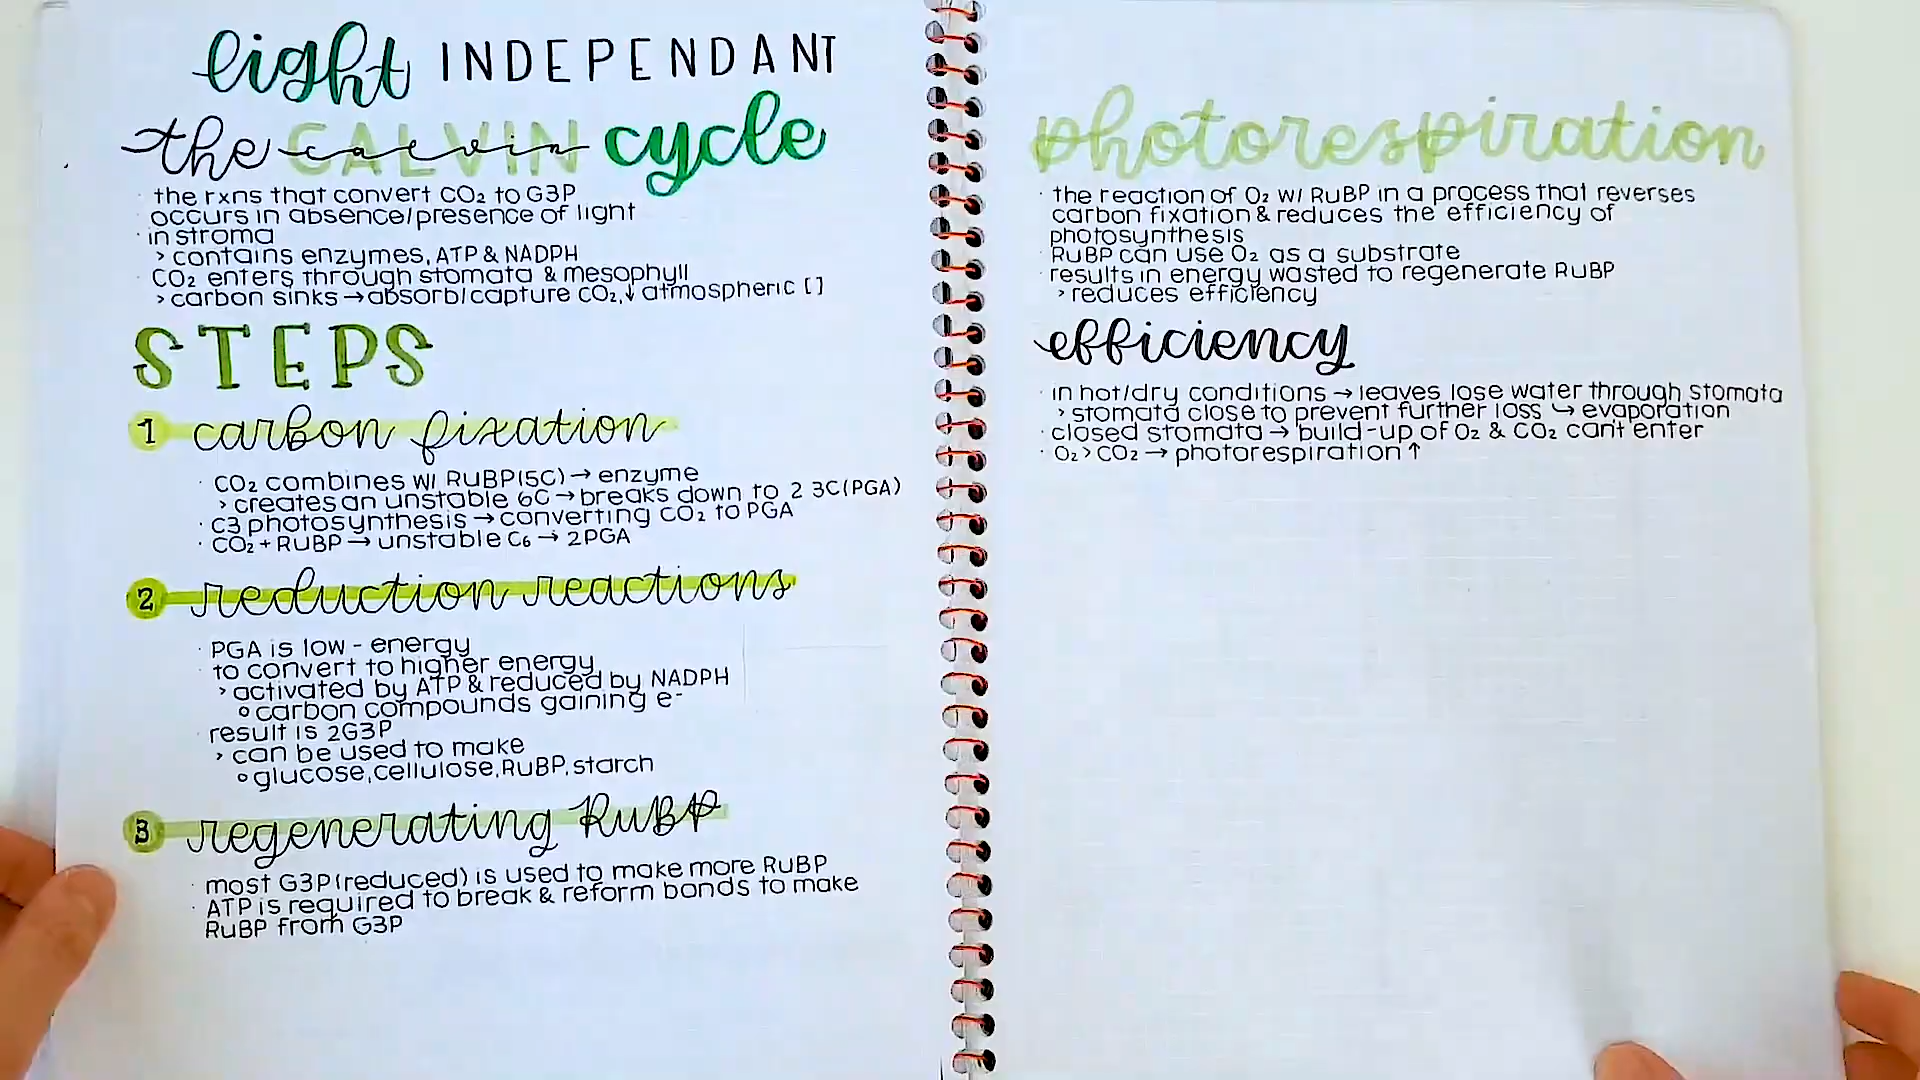 light INDEPENDANT
the CALVIN calvin cycle
· the rxns that convert CO₂ to G3P
· occurs in absence/presence of light
· in stroma
> contains enzymes, ATP & NADPH
· CO₂ enters through stomata & mesophyll
> carbon sinks → absorb/capture CO₂, ↓ atmospheric [ ]
STEPS
1 carbon fixation
· CO₂ combines w/ RuBP(5C) → enzyme
> creates an unstable 6C → breaks down to 2 3C(PGA)
· C3 photosynthesis → converting CO₂ to PGA
· CO₂ + RuBP → unstable C₆ → 2PGA
2 reduction reactions
· PGA is low - energy
· to convert to higher energy
> activated by ATP & reduced by NADPH
o carbon compounds gaining e⁻
· result is 2G3P
> can be used to make
o glucose, cellulose, RuBP, starch
3 regenerating RuBP
· most G3P(reduced) is used to make more RuBP
· ATP is required to break & reform bonds to make
RuBP from G3P
photorespiration
· the reaction of O₂ w/ RuBP in a process that reverses
carbon fixation & reduces the efficiency of
photosynthesis
· RuBP can use O₂ as a substrate
· results in energy wasted to regenerate RuBP
> reduces efficiency
efficiency
· in hot/dry conditions → leaves lose water through stomata
> stomata close to prevent further loss ↪ evaporation
· closed stomata → build-up of O₂ & CO₂ can't enter
· O₂ > CO₂ → photorespiration ↑